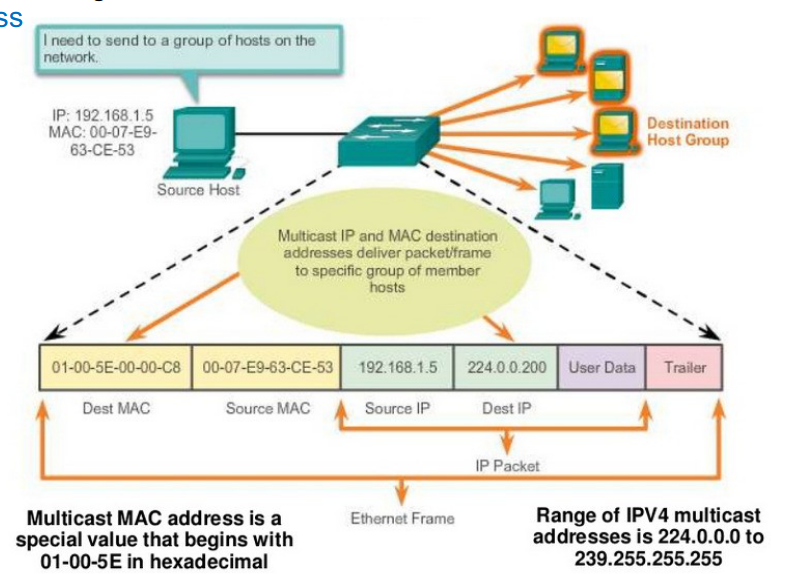 ss
I need to send to a group of hosts on the
network.
IP: 192.168.1.5
MAC: 00-07-E9-
63-CE-53
Source Host
Destination
Host Group
Multicast IP and MAC destination
addresses deliver packet/frame
to specific group of member
hosts
01-00-5E-00-00-C8 00-07-E9-63-CE-53 192.168.1.5 224.0.0.200 User Data Trailer
Dest MAC Source MAC Source IP Dest IP
IP Packet
Ethernet Frame
Multicast MAC address is a
special value that begins with
01-00-5E in hexadecimal
Range of IPV4 multicast
addresses is 224.0.0.0 to
239.255.255.255